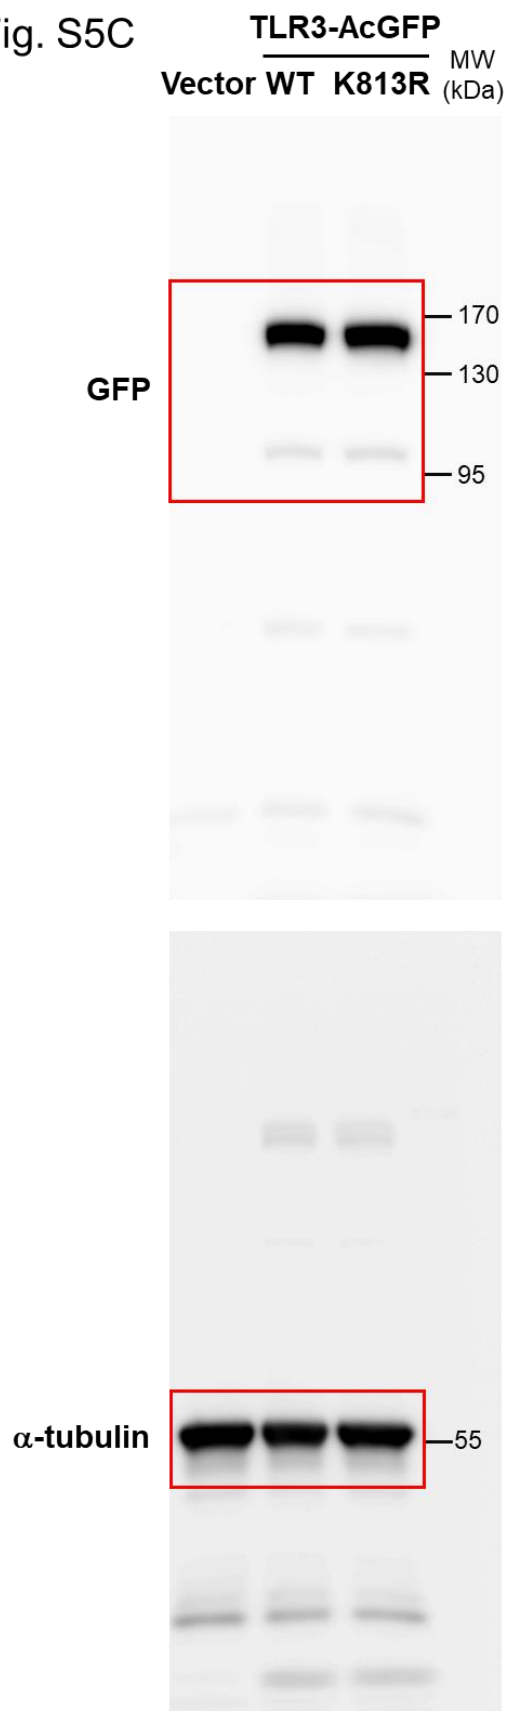 ig. S5C
TLR3-AcGFP
MW
(kDa)
Vector WT K813R
170
GFP
130
95
α-tubulin
55